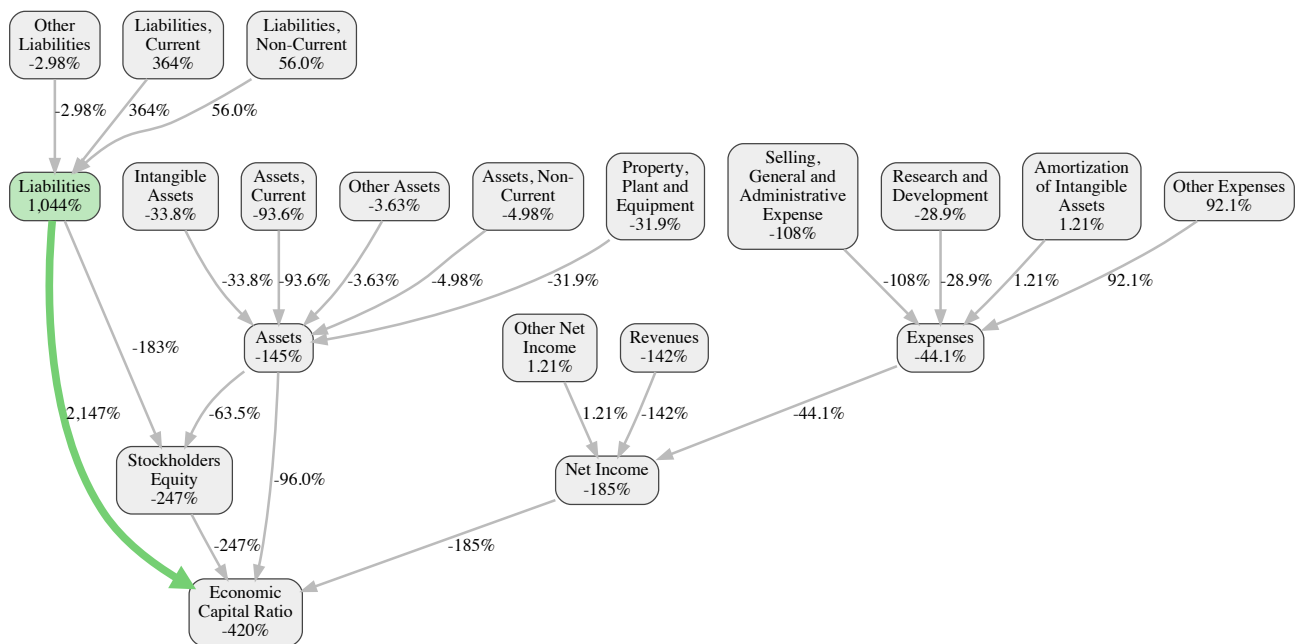 Other
Liabilities
-2.98%
Liabilities,
Current
364%
Liabilities,
Non-Current
56.0%
-2.98%
364%
56.0%
Liabilities
1,044%
Intangible
Assets
-33.8%
Assets,
Current
-93.6%
Other Assets
-3.63%
Assets, Non-
Current
-4.98%
Property,
Plant and
Equipment
-31.9%
Selling,
General and
Administrative
Expense
-108%
Research and
Development
-28.9%
Amortization
of Intangible
Assets
1.21%
Other Expenses
92.1%
-33.8%
-93.6%
-3.63%
-4.98%
-31.9%
-108%
-28.9%
1.21%
92.1%
-183%
Assets
-145%
Other Net
Income
1.21%
Revenues
-142%
Expenses
-44.1%
2,147%
-63.5%
1.21%
-142%
-44.1%
Stockholders
Equity
-247%
-96.0%
Net Income
-185%
-247%
-185%
Economic
Capital Ratio
-420%